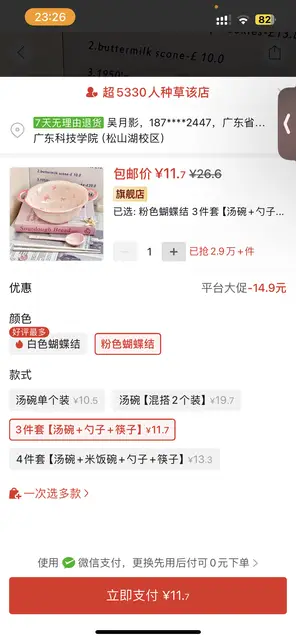 23:26
82
2.buttermilk scone-£ 10.0
超5330人种草该店
7天无理由退货 吴月影，187****2447，广东省...
广东科技学院 (松山湖校区)
包邮价 ¥11.7 ¥26.6
旗舰店
已选: 粉色蝴蝶结 3件套【汤碗+勺子...
1
已抢2.9万+件
优惠
平台大促-14.9元
颜色
好评最多
白色蝴蝶结
粉色蝴蝶结
款式
汤碗单个装 ¥10.5
汤碗【混搭2个装】 ¥19.7
3件套【汤碗+勺子+筷子】 ¥11.7
4件套【汤碗+米饭碗+勺子+筷子】 ¥13.3
一次选多款
使用 微信支付，更换先用后付可0元下单
立即支付 ¥11.7